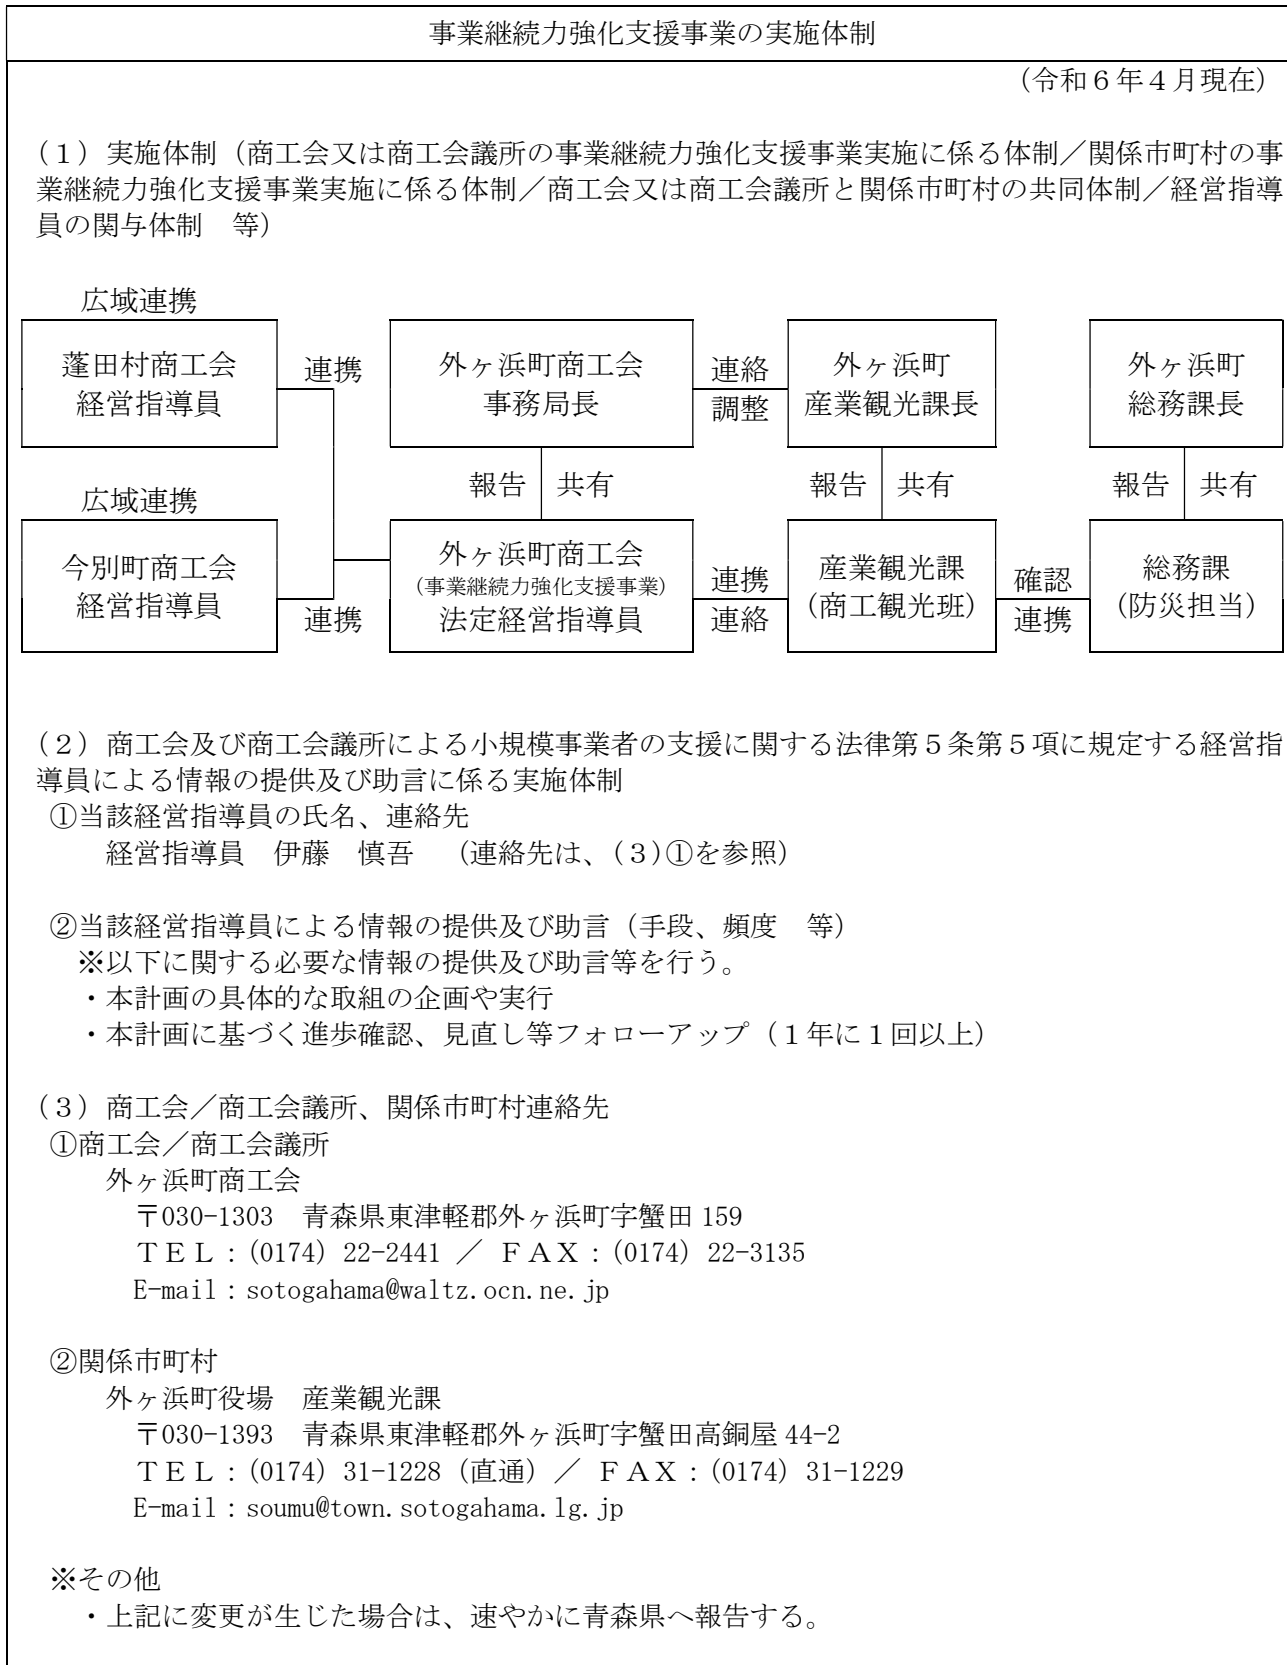 事業継続力強化支援事業の実施体制
（令和６年４月現在）
（１）実施体制（商工会又は商工会議所の事業継続力強化支援事業実施に係る体制／関係市町村の事
業継続力強化支援事業実施に係る体制／商工会又は商工会議所と関係市町村の共同体制／経営指導
員の関与体制　等）
広域連携
蓬田村商工会
経営指導員
連携
外ヶ浜町商工会
事務局長
連絡
調整
外ヶ浜町
産業観光課長
外ヶ浜町
総務課長
報告 共有
報告 共有
報告 共有
広域連携
今別町商工会
経営指導員
連携
外ヶ浜町商工会
（事業継続力強化支援事業）
法定経営指導員
連携
連絡
産業観光課
（商工観光班）
確認
連携
総務課
（防災担当）
（２）商工会及び商工会議所による小規模事業者の支援に関する法律第５条第５項に規定する経営指
導員による情報の提供及び助言に係る実施体制
①当該経営指導員の氏名、連絡先
経営指導員　伊藤　慎吾　（連絡先は、（３）①を参照）
②当該経営指導員による情報の提供及び助言（手段、頻度　等）
※以下に関する必要な情報の提供及び助言等を行う。
・本計画の具体的な取組の企画や実行
・本計画に基づく進歩確認、見直し等フォローアップ（１年に１回以上）
（３）商工会／商工会議所、関係市町村連絡先
①商工会／商工会議所
外ヶ浜町商工会
〒030-1303　青森県東津軽郡外ヶ浜町字蟹田 159
ＴＥＬ：(0174) 22-2441 ／ ＦＡＸ：(0174) 22-3135
E-mail：sotogahama@waltz.ocn.ne.jp
②関係市町村
外ヶ浜町役場　産業観光課
〒030-1393　青森県東津軽郡外ヶ浜町字蟹田高銅屋 44-2
ＴＥＬ：(0174) 31-1228（直通）／ ＦＡＸ：(0174) 31-1229
E-mail：soumu@town.sotogahama.lg.jp
※その他
・上記に変更が生じた場合は、速やかに青森県へ報告する。